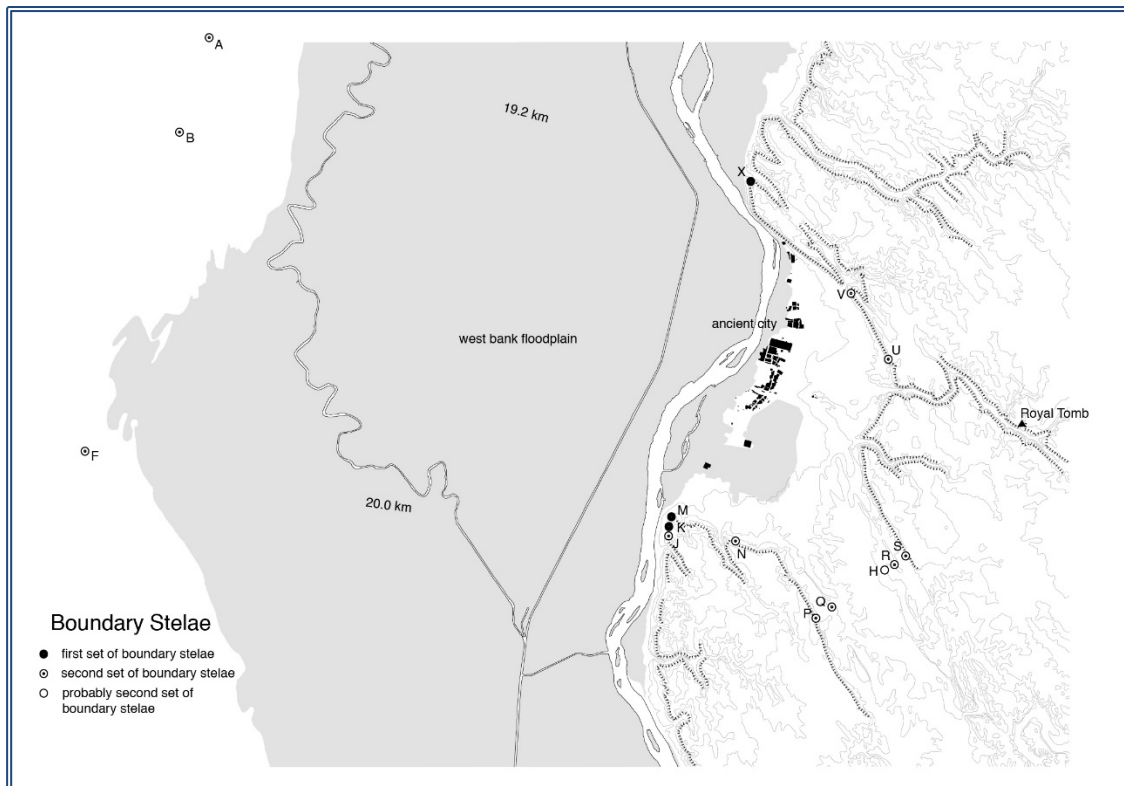 A
B
19.2 km
X
V
ancient city
west bank floodplain
U
Royal Tomb
F
20.0 km
M
K
J
N
S
R
H
Q
P
Boundary Stelae
first set of boundary stelae
second set of boundary stelae
probably second set of
boundary stelae